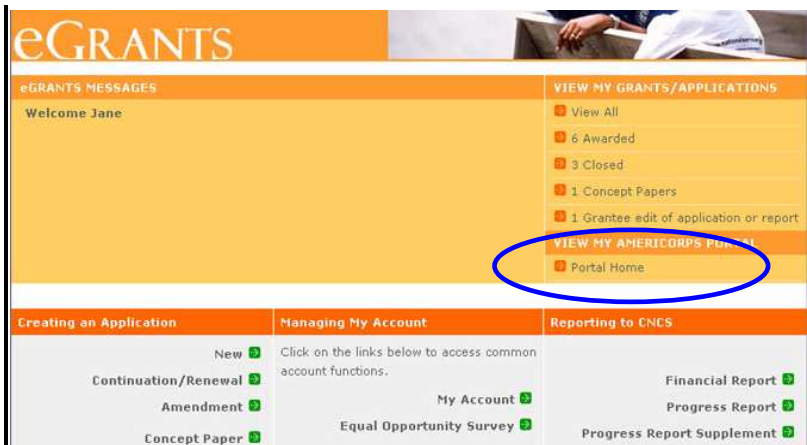 eGRANTS
eGRANTS MESSAGES
Welcome Jane
VIEW MY GRANTS/APPLICATIONS
View All
6 Awarded
3 Closed
1 Concept Papers
1 Grantee edit of application or report
VIEW MY AMERICORPS PORTAL
Portal Home
Creating an Application
New
Continuation/Renewal
Amendment
Concept Paper
Managing My Account
Click on the links below to access common
account functions.
My Account
Equal Opportunity Survey
Reporting to CNCS
Financial Report
Progress Report
Progress Report Supplement